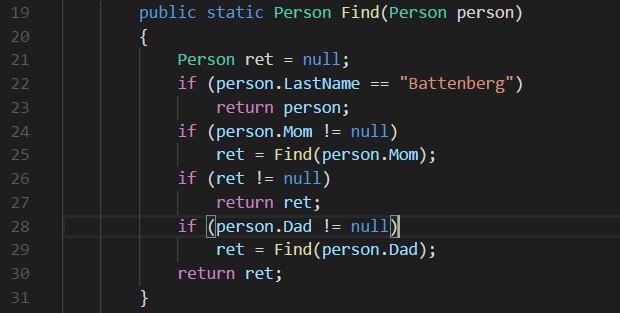 19 public static Person Find(Person person)
20 {
21 Person ret = null;
22 if (person.LastName == "Battenberg")
23 return person;
24 if (person.Mom != null)
25 ret = Find(person.Mom);
26 if (ret != null)
27 return ret;
28 if (person.Dad != null)
29 ret = Find(person.Dad);
30 return ret;
31 }